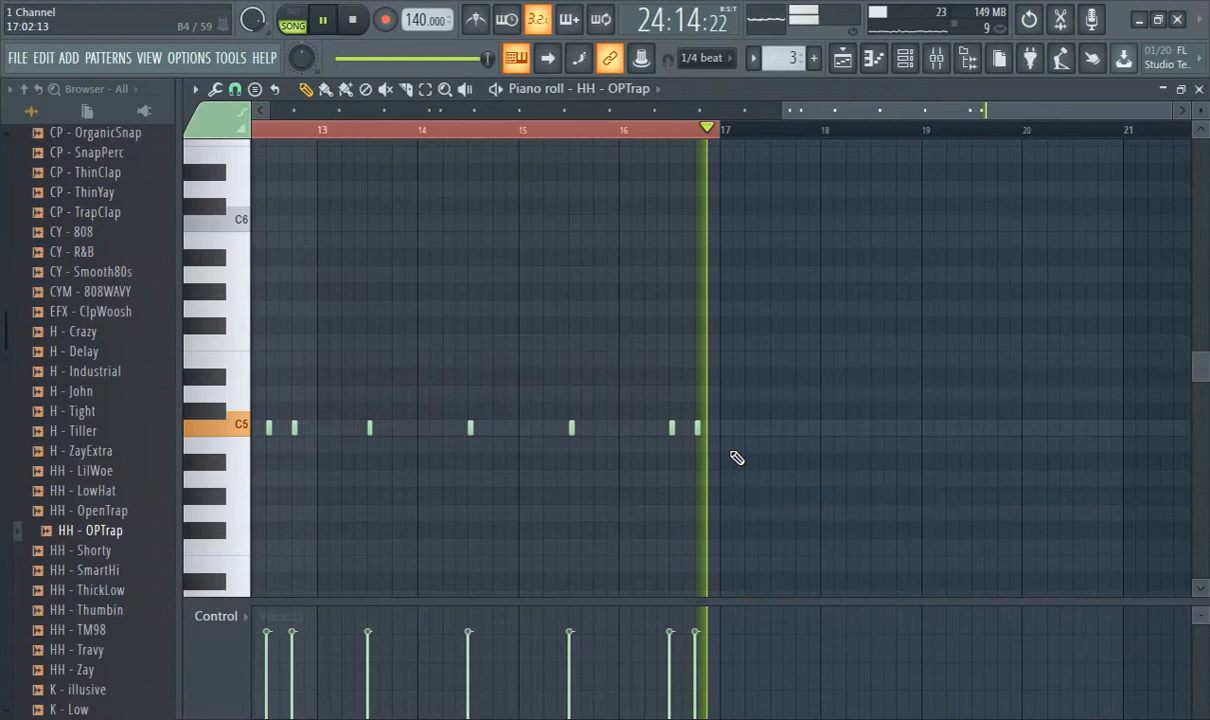 1 Channel
17:02:13
84 / 59
PAT
SONG
140.000
3.2.
24:14:22
B:S:T
23
149 MB
9
FILE EDIT ADD PATTERNS VIEW OPTIONS TOOLS HELP
1/4 beat
3
01/20 FL
Studio Te..
Browser - All
Piano roll - HH - OPTrap
13
14
15
16
17
18
19
20
21
CP - OrganicSnap
CP - SnapPerc
CP - ThinClap
CP - ThinYay
CP - TrapClap
CY - 808
CY - R&B
CY - Smooth80s
CYM - 808WAVY
EFX - ClpWoosh
H - Crazy
H - Delay
H - Industrial
H - John
H - Tight
H - Tiller
H - ZayExtra
HH - LilWoe
HH - LowHat
HH - OpenTrap
HH - OPTrap
HH - Shorty
HH - SmartHi
HH - ThickLow
HH - Thumbin
HH - TM98
HH - Travy
HH - Zay
K - illusive
K - Low
C6
C5
Control